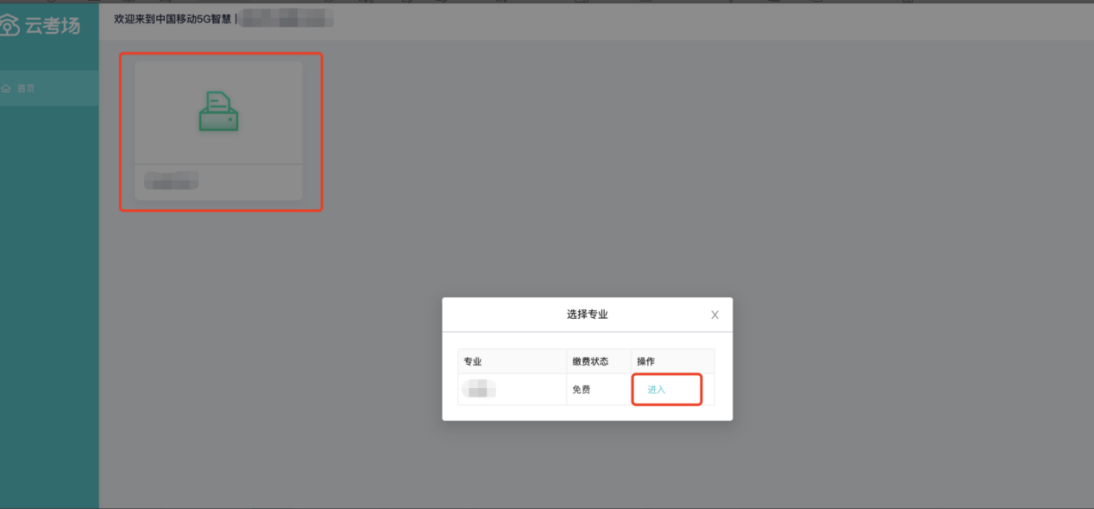 云考场
欢迎来到中国移动5G智慧 |
首页
选择专业
X
专业 缴费状态 操作
免费 进入